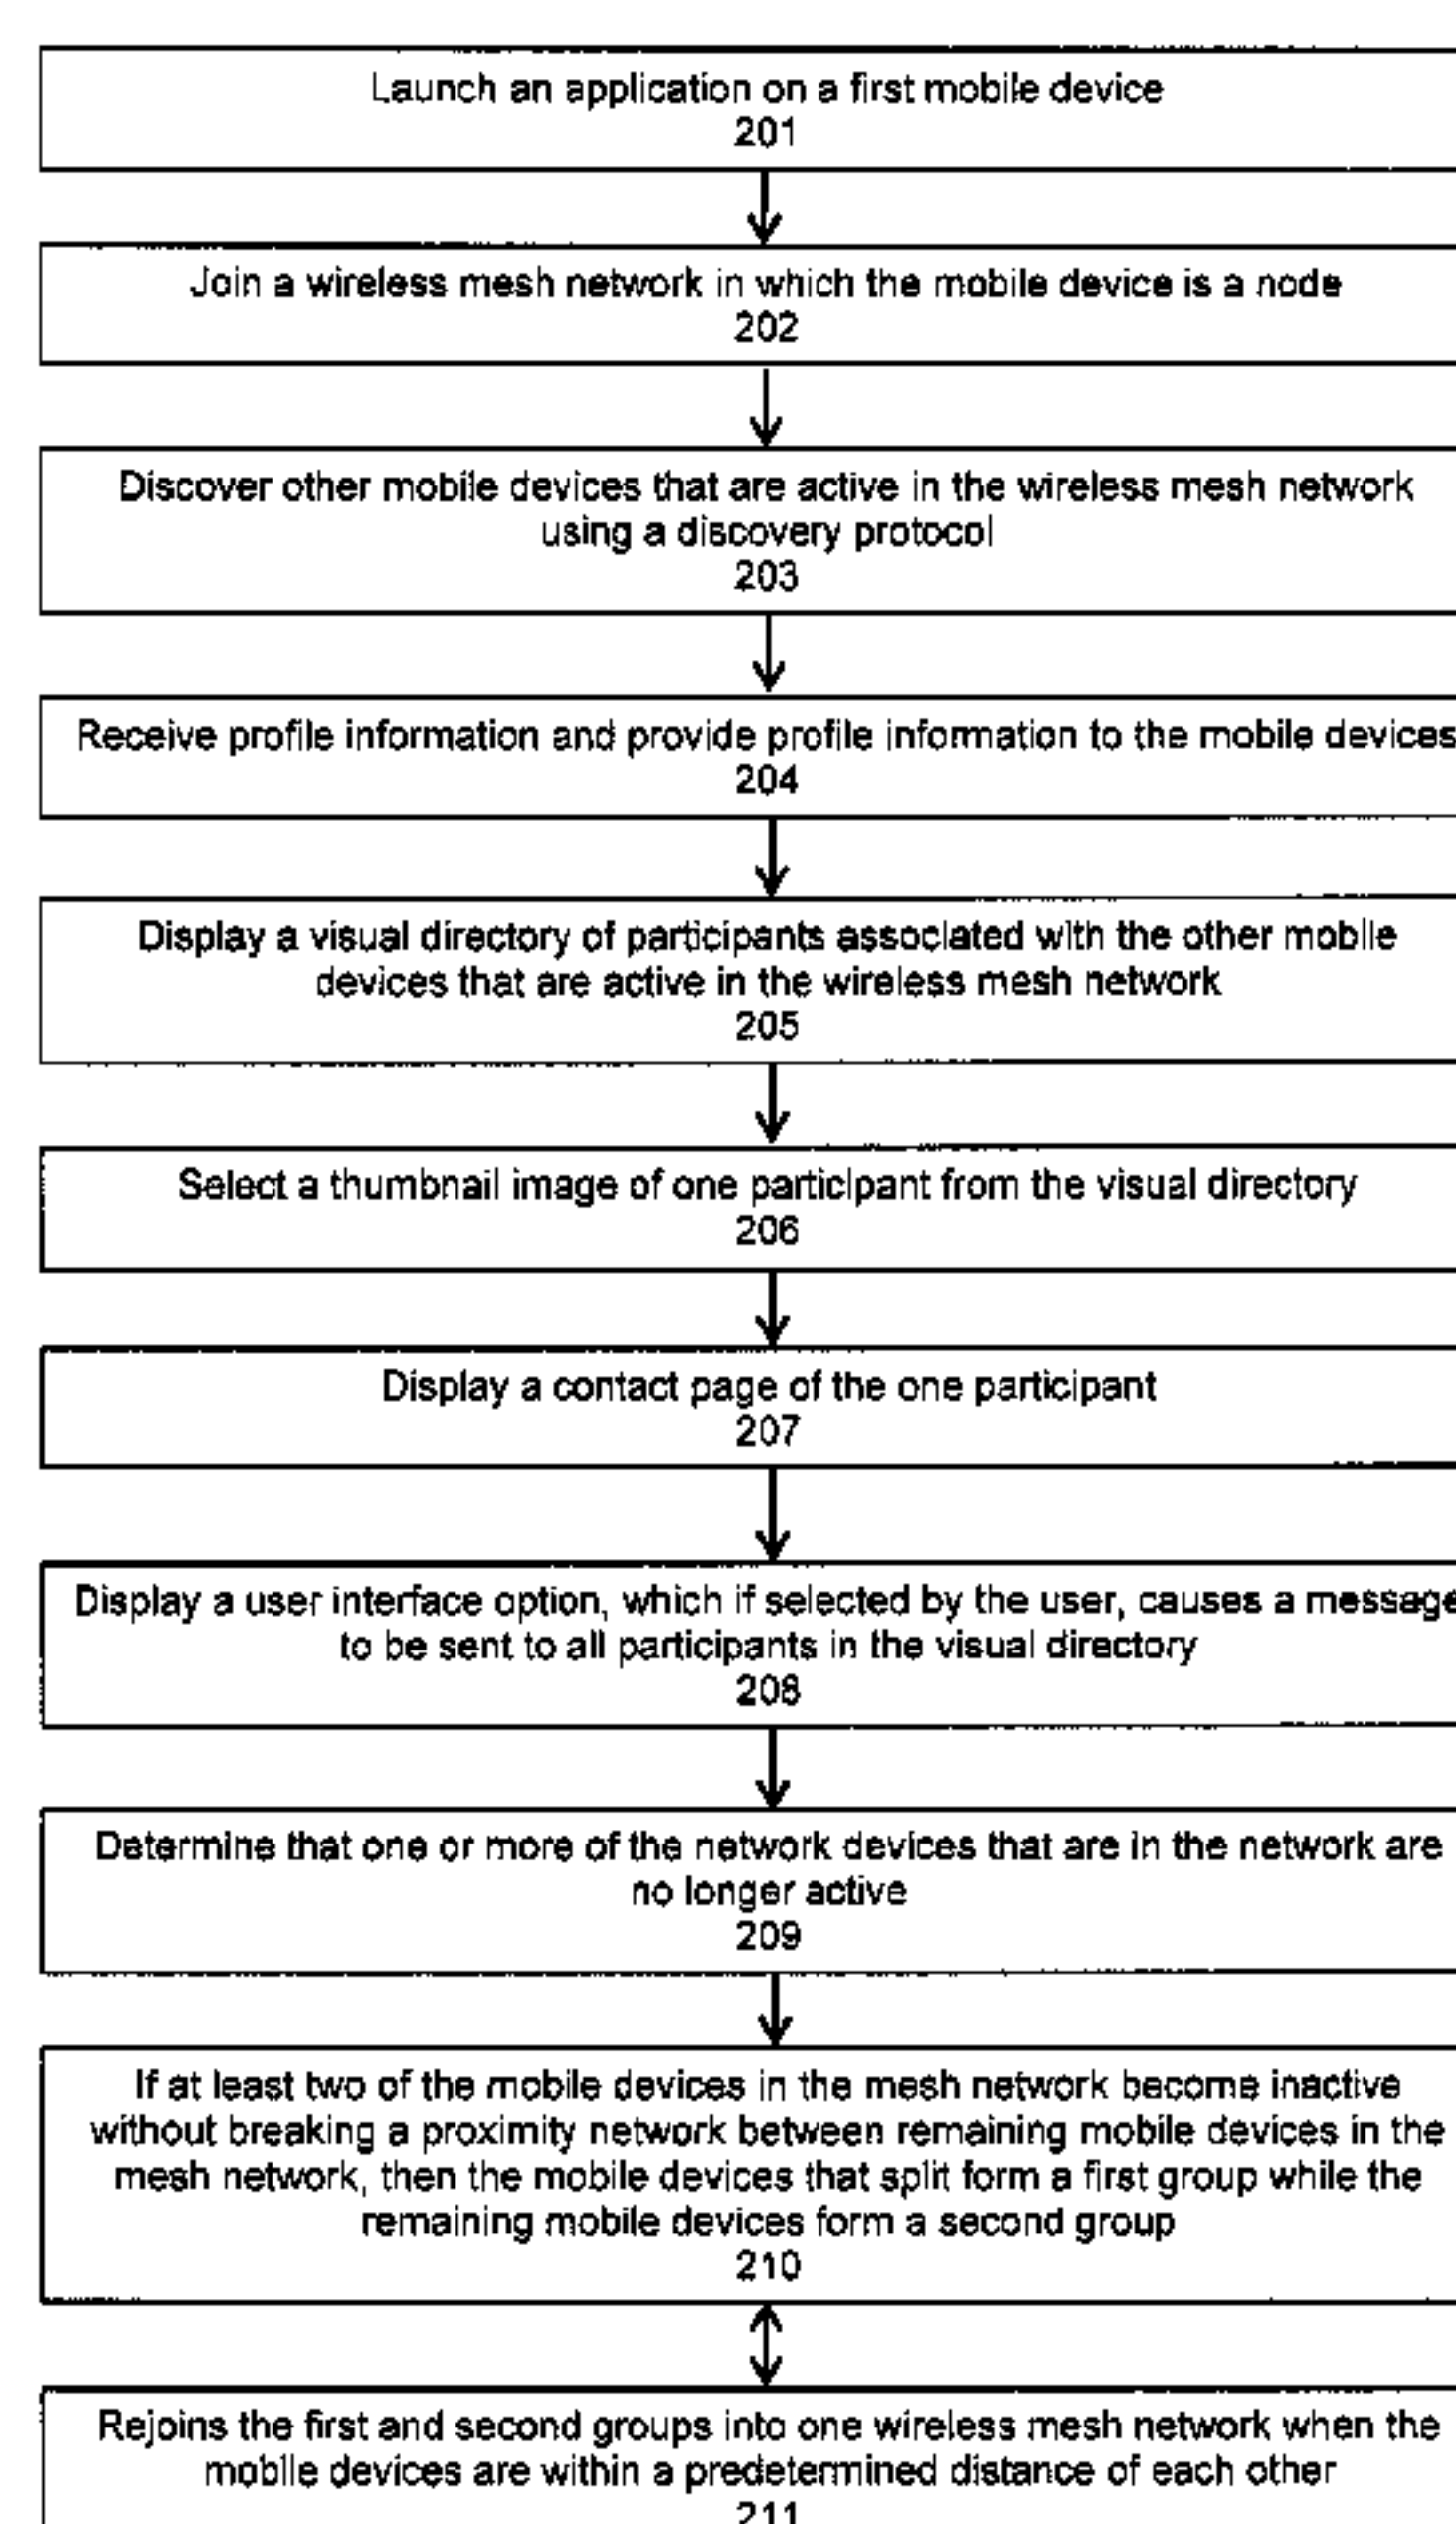 Launch an application on a first mobile device
201
Join a wireless mesh network in which the mobile device is a node
202
Discover other mobile devices that are active in the wireless mesh network
using a discovery protocol
203
Receive profile information and provide profile information to the mobile devices
204
Display a visual directory of participants associated with the other mobile
devices that are active in the wireless mesh network
205
Select a thumbnail image of one participant from the visual directory
206
Display a contact page of the one participant
207
Display a user interface option, which if selected by the user, causes a message
to be sent to all participants in the visual directory
208
Determine that one or more of the network devices that are in the network are
no longer active
209
If at least two of the mobile devices in the mesh network become inactive
without breaking a proximity network between remaining mobile devices in the
mesh network, then the mobile devices that split form a first group while the
remaining mobile devices form a second group
210
Rejoins the first and second groups into one wireless mesh network when the
mobile devices are within a predetermined distance of each other
211